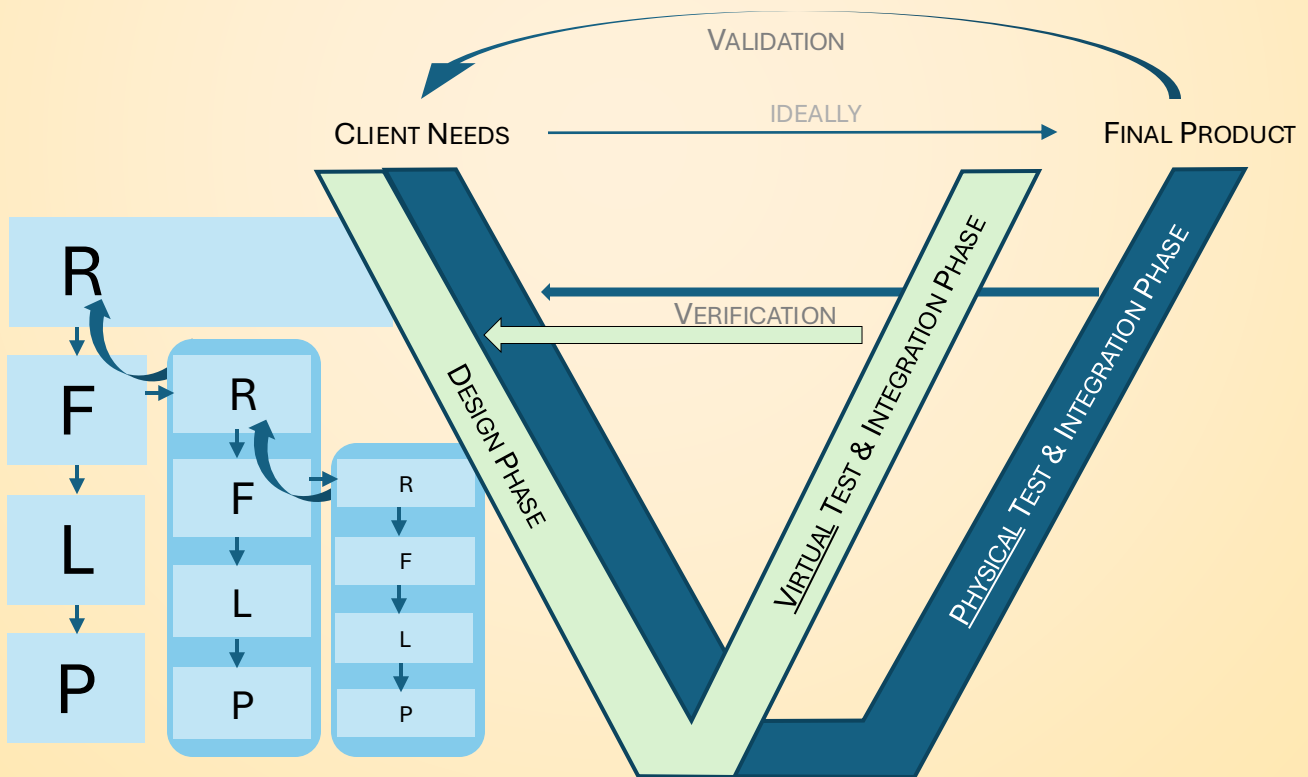 VALIDATION
IDEALLY
CLIENT NEEDS
FINAL PRODUCT
VERIFICATION
DESIGN PHASE
VIRTUAL TEST & INTEGRATION PHASE
PHYSICAL TEST & INTEGRATION PHASE
R
F
L
P
R
F
L
P
R
F
L
P